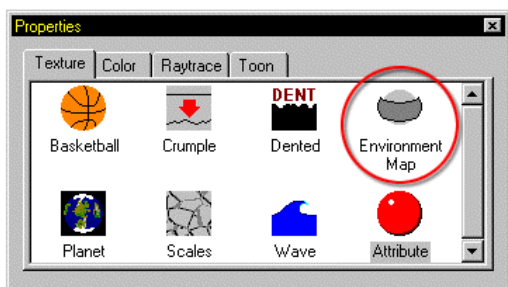 Properties
Texture Color Raytrace Toon
DENT
Basketball Crumple Dented Environment
Map
Planet Scales Wave Attribute